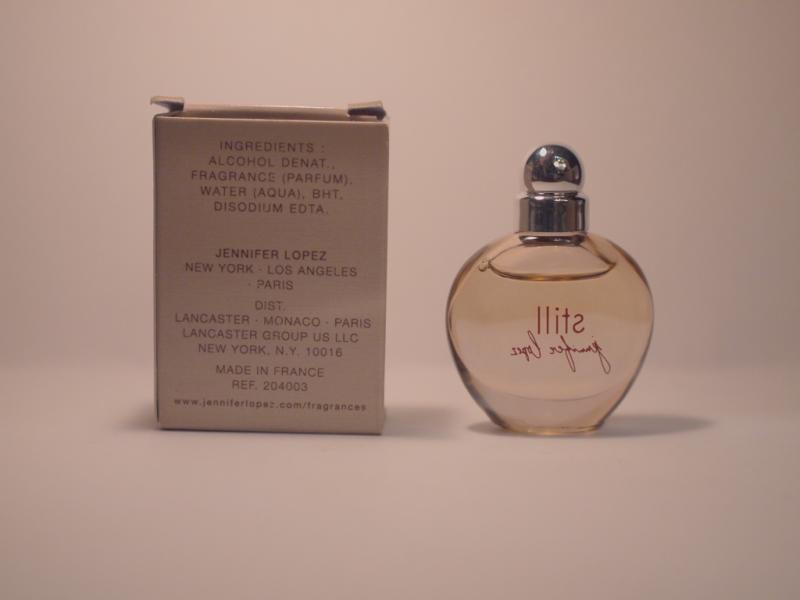 INGREDIENTS :
ALCOHOL DENAT.,
FRAGRANCE (PARFUM),
WATER (AQUA), BHT,
DISODIUM EDTA.
JENNIFER LOPEZ
NEW YORK · LOS ANGELES
· PARIS
DIST.
LANCASTER · MONACO · PARIS
LANCASTER GROUP US LLC
NEW YORK, N.Y. 10016
MADE IN FRANCE
REF. 204003
www.jenniferlopez.com/fragrances
still
jennifer lopez